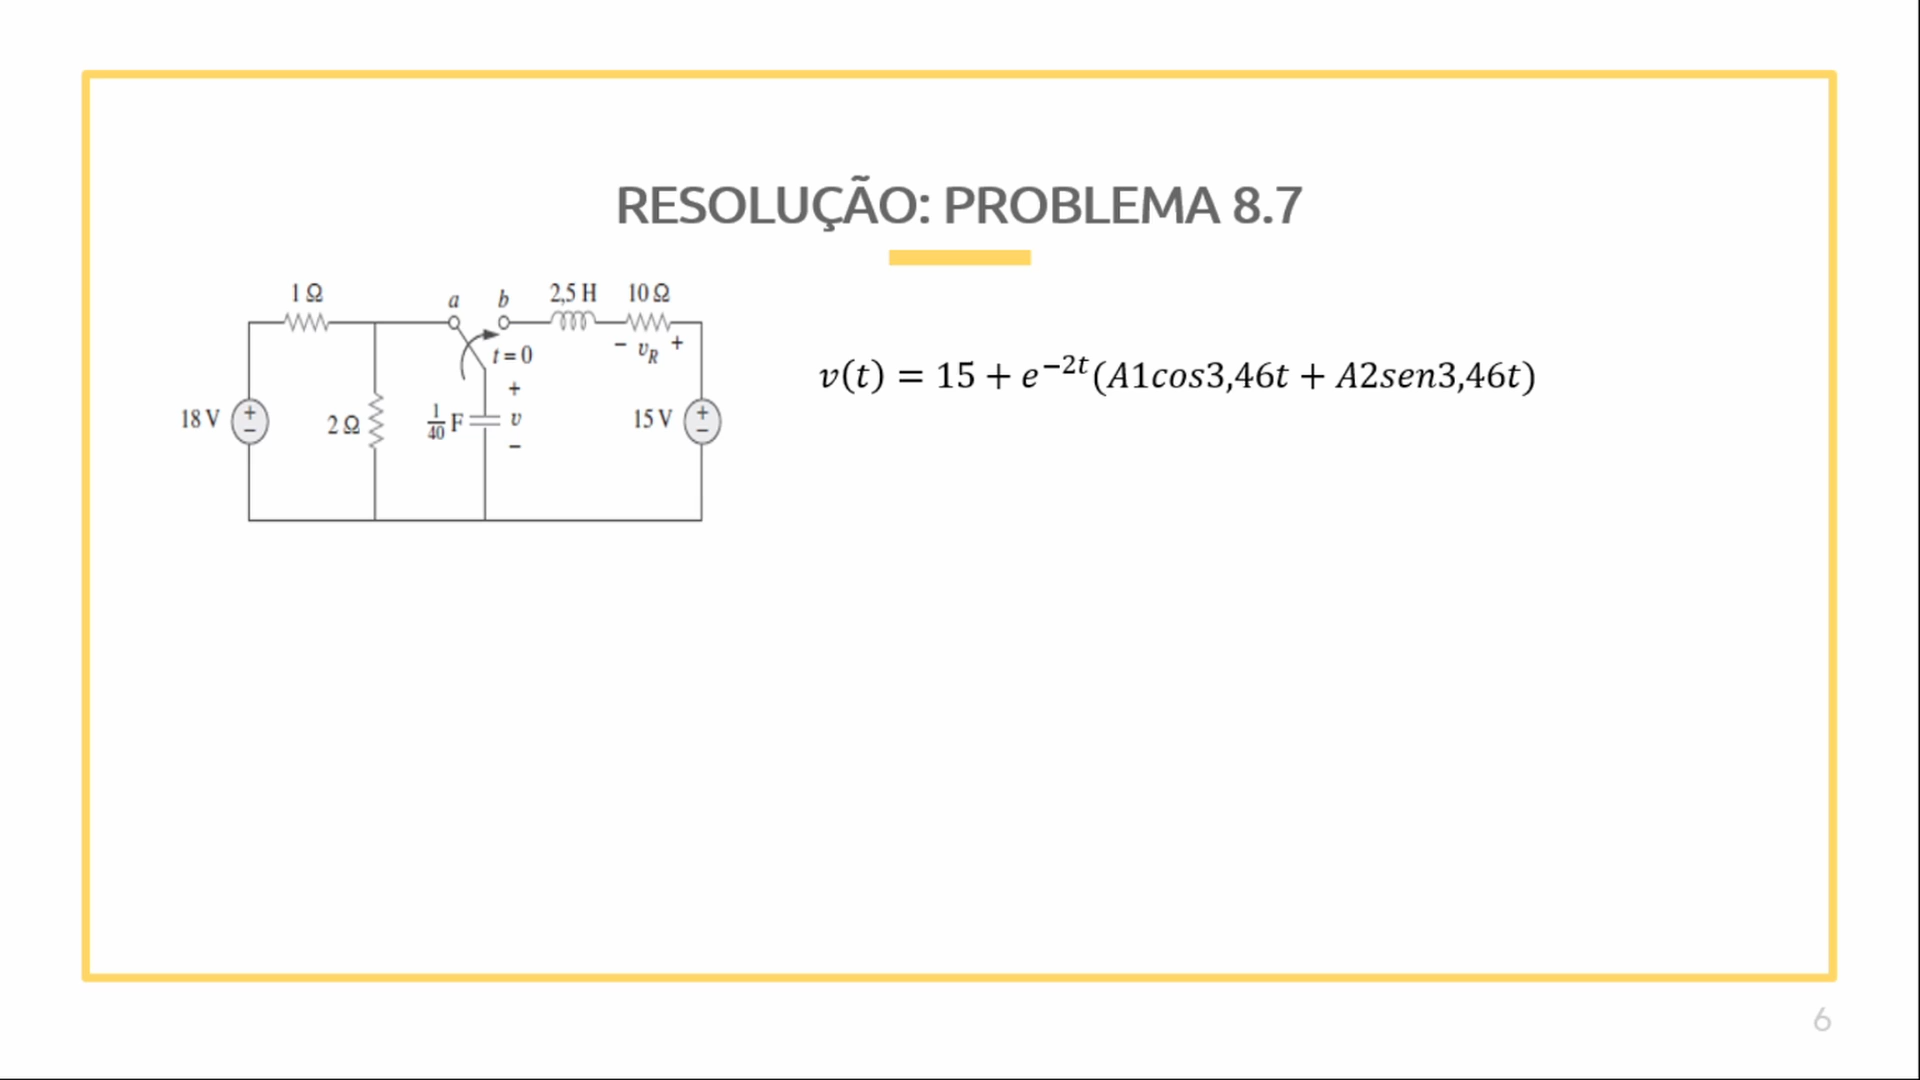 RESOLUÇÃO: PROBLEMA 8.7
1 Ω
a
b
2,5 H
10 Ω
t = 0
− vR +
18 V
+
−
2 Ω
1/40 F
+
v
−
15 V
+
−
v(t) = 15 + e^−2t(A1cos3,46t + A2sen3,46t)
6